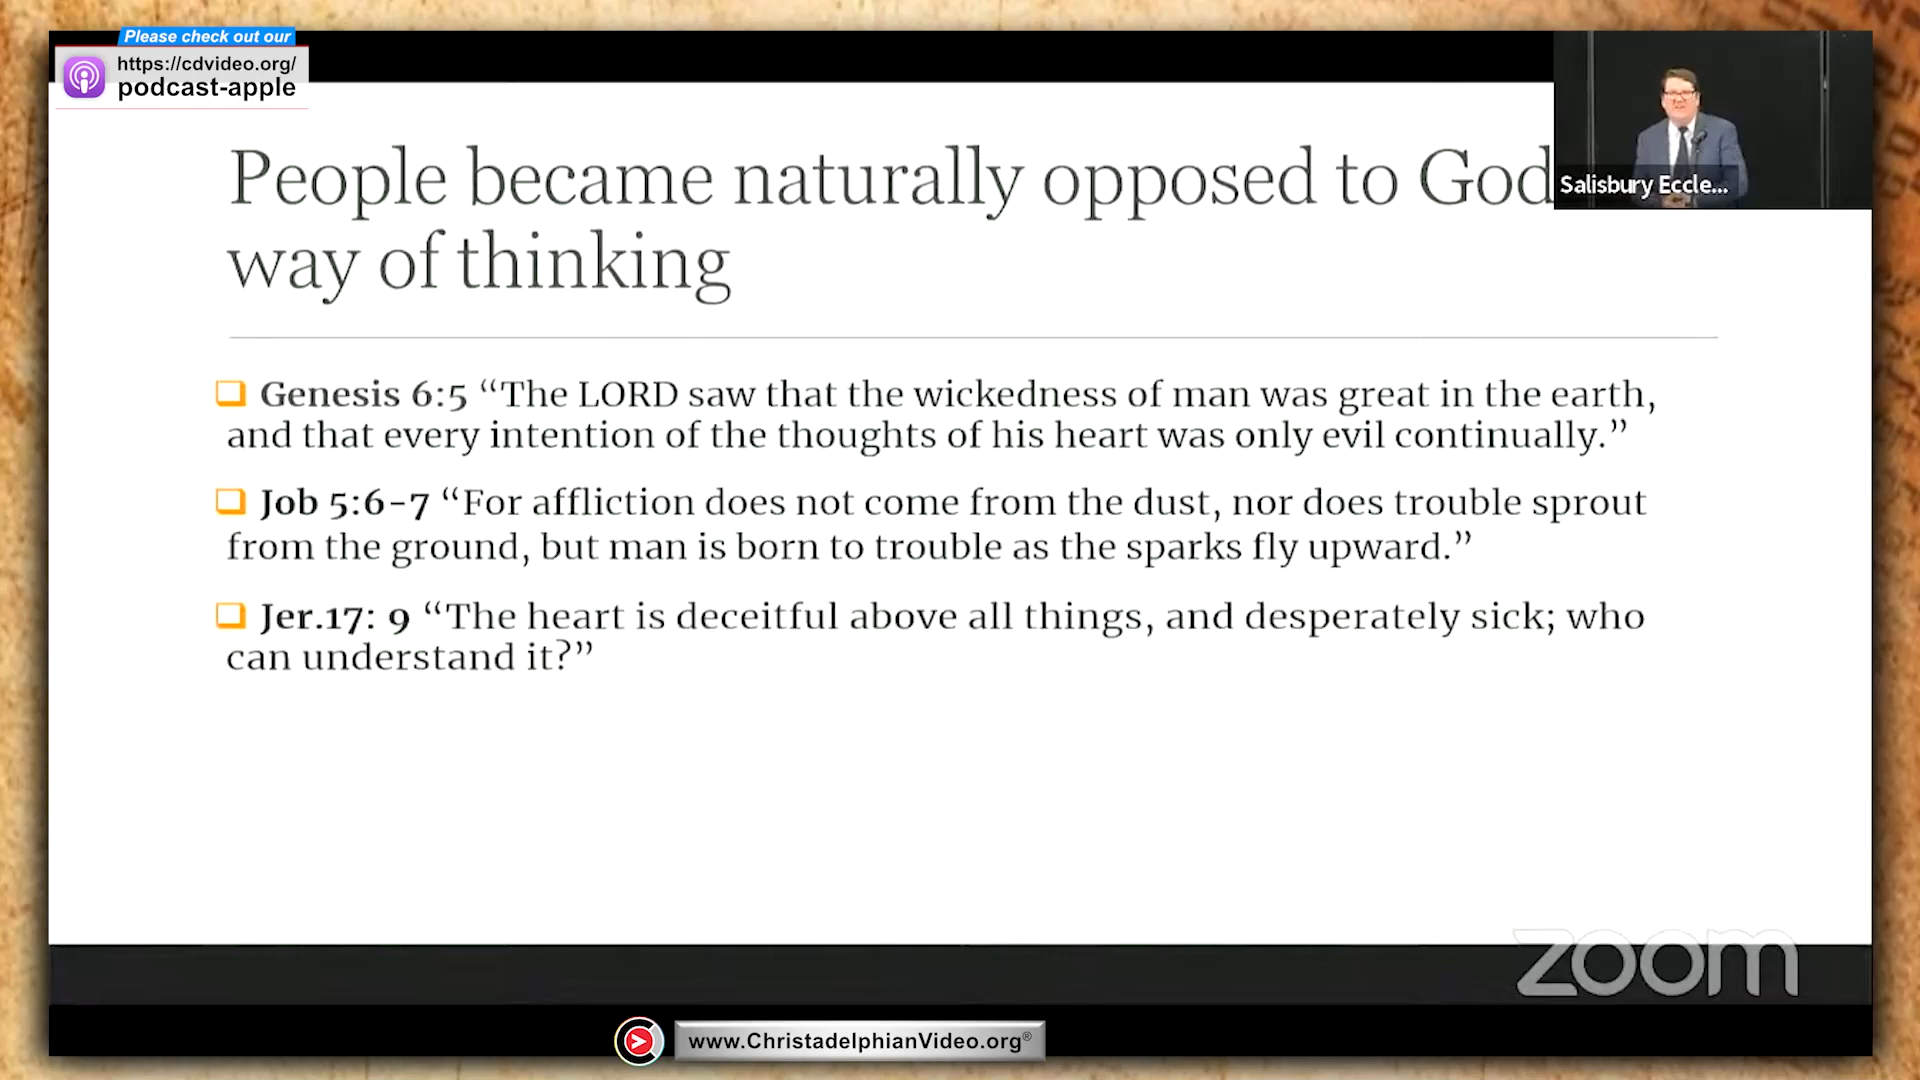 Please check out our
https://cdvideo.org/
podcast-apple
People became naturally opposed to God
way of thinking
Salisbury Eccle...
Genesis 6:5 “The LORD saw that the wickedness of man was great in the earth,
and that every intention of the thoughts of his heart was only evil continually.”
Job 5:6-7 “For affliction does not come from the dust, nor does trouble sprout
from the ground, but man is born to trouble as the sparks fly upward.”
Jer.17: 9 “The heart is deceitful above all things, and desperately sick; who
can understand it?”
zoom
www.ChristadelphianVideo.org®